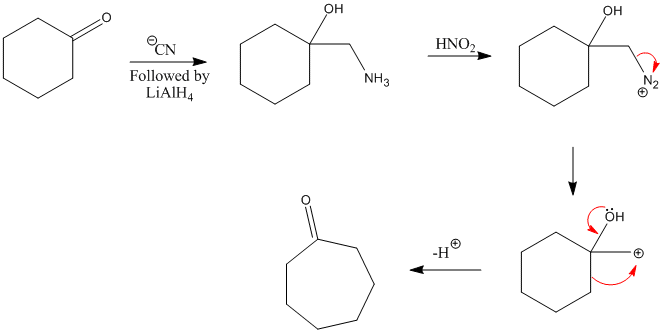 O
⊖CN
Followed by
LiAlH₄
OH
NH₃
HNO₂
OH
N₂
⊕
OH
⊕
-H⊕
O